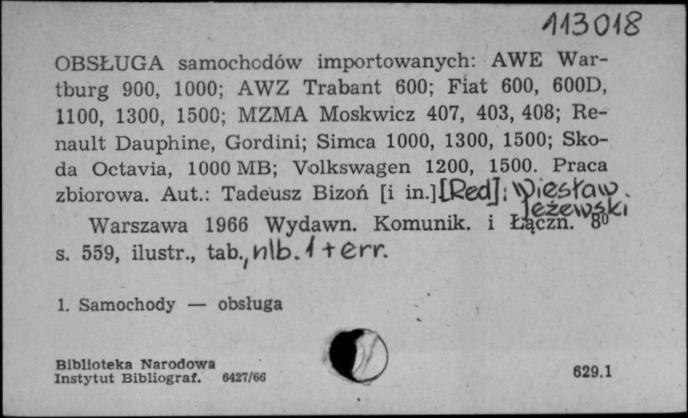 113018
OBSŁUGA samochodów importowanych: AWE War-
tburg 900, 1000; AWZ Trabant 600; Fiat 600, 600D,
1100, 1300, 1500; MZMA Moskwicz 407, 403, 408; Re-
nault Dauphine, Gordini; Simca 1000, 1300, 1500; Sko-
da Octavia, 1000 MB; Volkswagen 1200, 1500. Praca
zbiorowa. Aut.: Tadeusz Bizoń [i in.] [Red]: Wiesław
Jeżewski.
Warszawa 1966 Wydawn. Komunik. i Łączn. 8⁰
s. 559, ilustr., tab., nlb. 1 + err.
1. Samochody — obsługa
Biblioteka Narodowa
Instytut Bibliograf. 6427/66
629.1